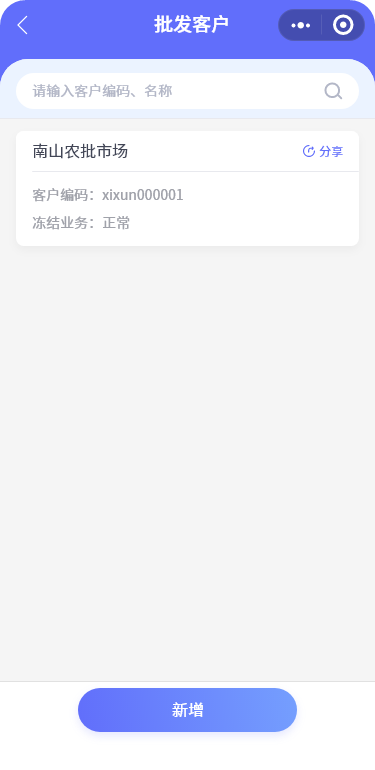 批发客户
请输入客户编码、名称
南山农批市场
分享
客户编码：xixun000001
冻结业务：正常
新增